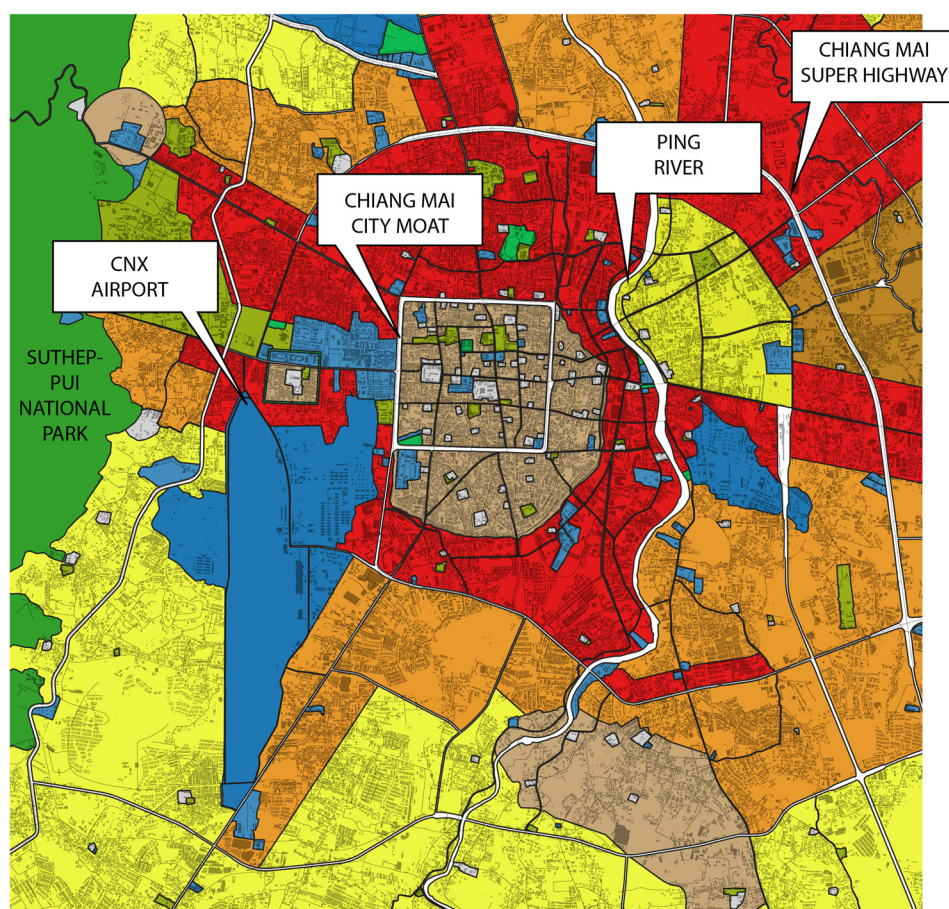 CHIANG MAI
SUPER HIGHWAY
PING
RIVER
CHIANG MAI
CITY MOAT
CNX
AIRPORT
SUTHEP-
PUI
NATIONAL
PARK